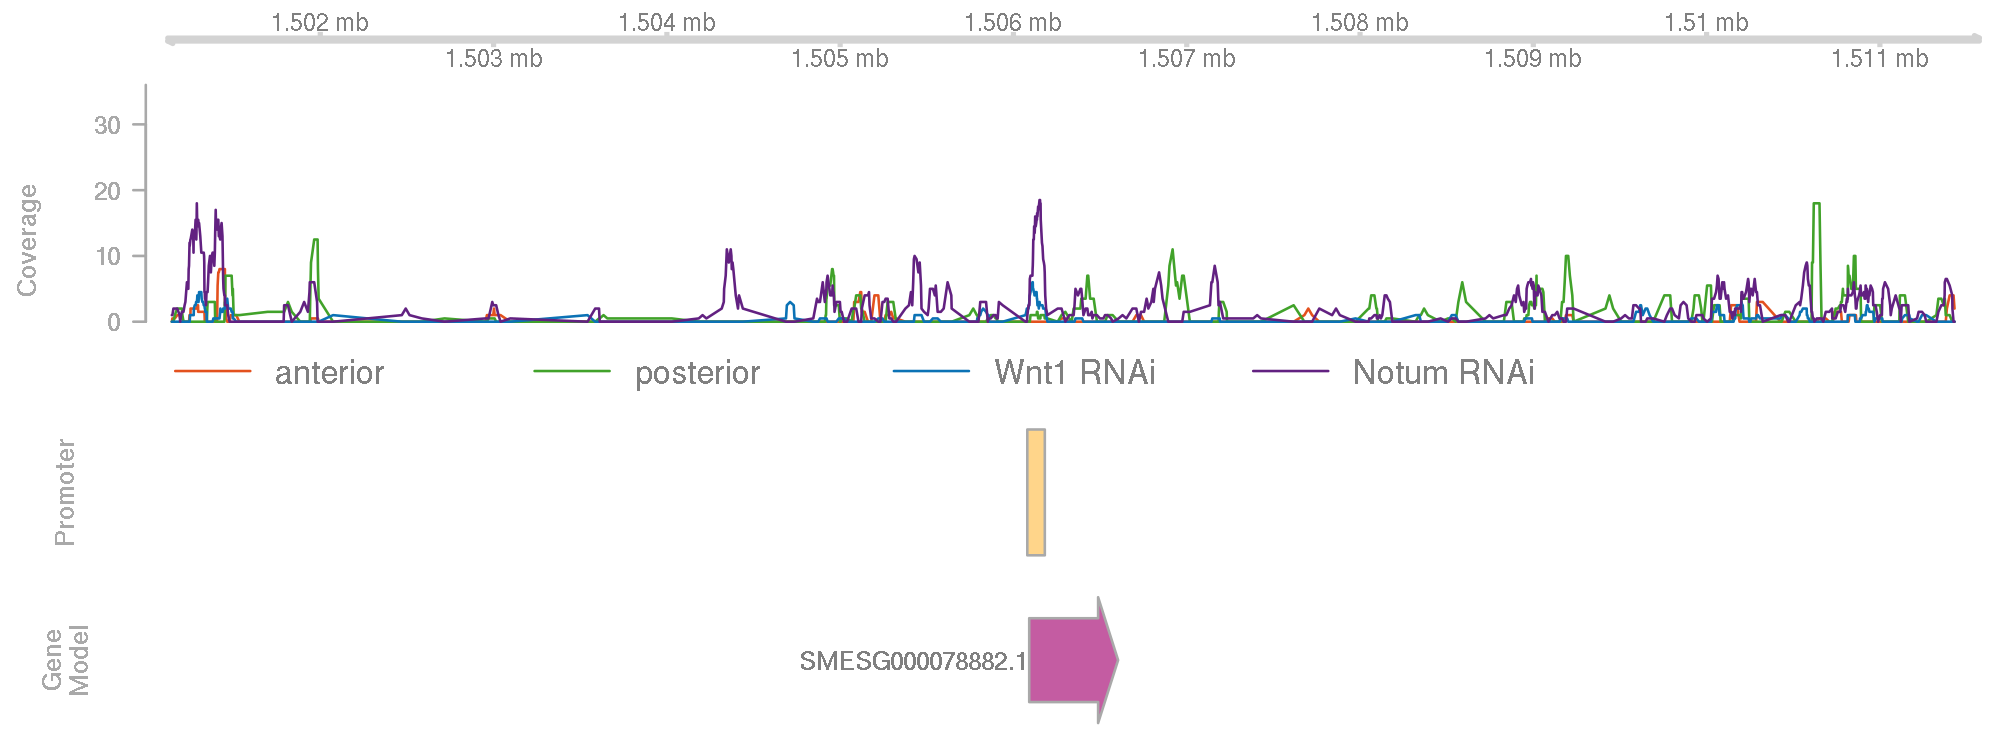 1.502 mb 1.504 mb 1.506 mb 1.508 mb 1.51 mb
1.503 mb 1.505 mb 1.507 mb 1.509 mb 1.511 mb
Coverage
30
20
10
0
anterior posterior Wnt1 RNAi Notum RNAi
Promoter
Gene
Model
SMESG000078882.1